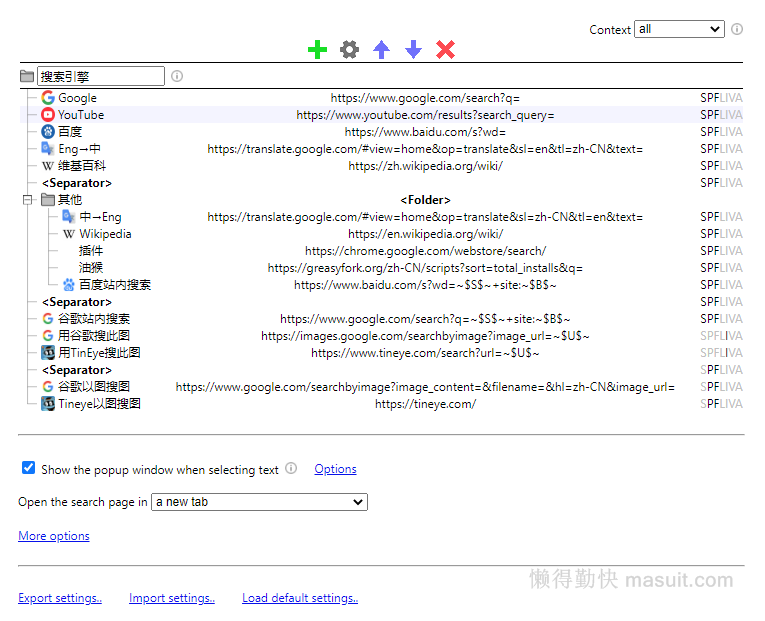 Context all
搜索引擎
Google https://www.google.com/search?q= SPFLIVA
YouTube https://www.youtube.com/results?search_query= SPFLIVA
百度 https://www.baidu.com/s?wd= SPFLIVA
Eng→中 https://translate.google.com/#view=home&op=translate&sl=en&tl=zh-CN&text= SPFLIVA
维基百科 https://zh.wikipedia.org/wiki/ SPFLIVA
<Separator> SPFLIVA
其他 <Folder>
中→Eng https://translate.google.com/#view=home&op=translate&sl=zh-CN&tl=en&text= SPFLIVA
Wikipedia https://en.wikipedia.org/wiki/ SPFLIVA
插件 https://chrome.google.com/webstore/search/ SPFLIVA
油猴 https://greasyfork.org/zh-CN/scripts?sort=total_installs&q= SPFLIVA
百度站内搜索 https://www.baidu.com/s?wd=~$S$~+site:~$B$~ SPFLIVA
<Separator> SPFLIVA
谷歌站内搜索 https://www.google.com/search?q=~$S$~+site:~$B$~ SPFLIVA
用谷歌搜此图 https://images.google.com/searchbyimage?image_url=~$U$~ SPFLIVA
用TinEye搜此图 https://www.tineye.com/search?url=~$U$~ SPFLIVA
<Separator> SPFLIVA
谷歌以图搜图 https://www.google.com/searchbyimage?image_content=&filename=&hl=zh-CN&image_url= SPFLIVA
Tineye以图搜图 https://tineye.com/ SPFLIVA
Show the popup window when selecting text Options
Open the search page in a new tab
More options
懒得勤快 masuit.com
Export settings.. Import settings.. Load default settings..